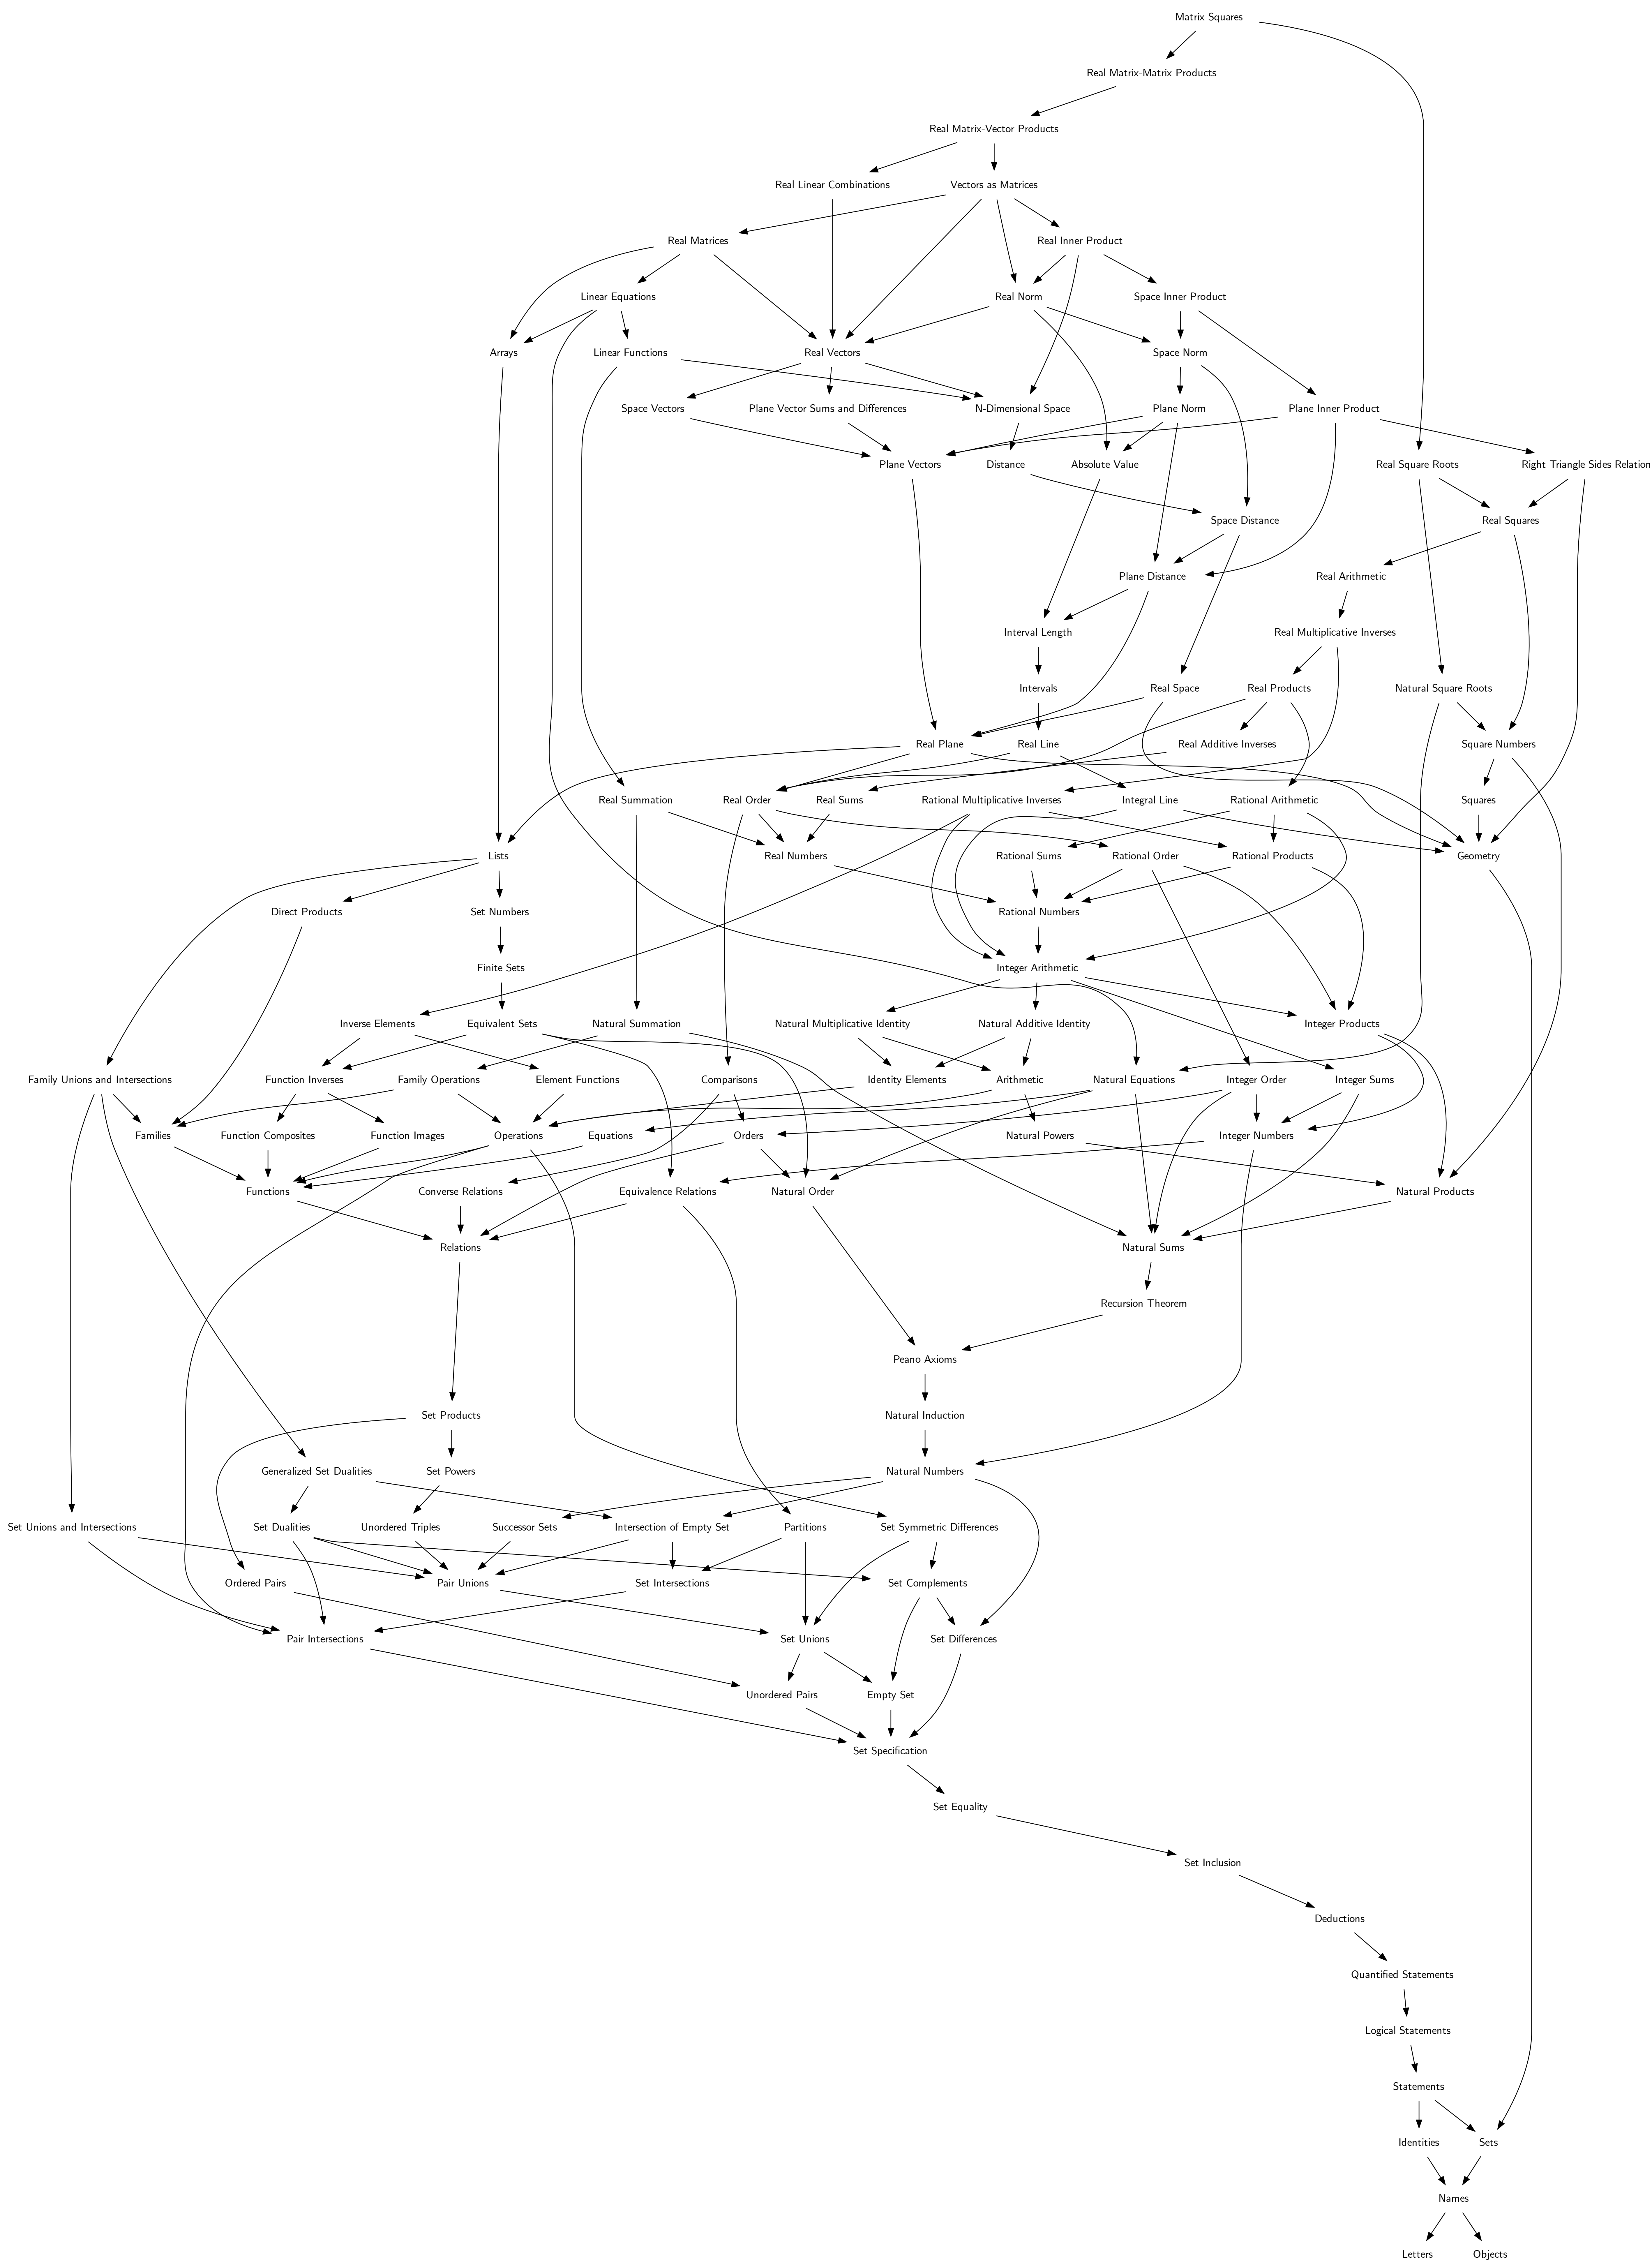 Matrix Squares
Real Matrix-Matrix Products
Real Matrix-Vector Products
Real Linear Combinations
Vectors as Matrices
Real Matrices
Real Inner Product
Linear Equations
Real Norm
Space Inner Product
Arrays
Linear Functions
Real Vectors
Space Norm
Space Vectors
Plane Vector Sums and Differences
N-Dimensional Space
Plane Norm
Plane Inner Product
Plane Vectors
Distance
Absolute Value
Real Square Roots
Right Triangle Sides Relation
Space Distance
Real Squares
Plane Distance
Real Arithmetic
Interval Length
Real Multiplicative Inverses
Intervals
Real Space
Real Products
Natural Square Roots
Real Plane
Real Line
Real Additive Inverses
Square Numbers
Real Summation
Real Order
Real Sums
Rational Multiplicative Inverses
Integral Line
Rational Arithmetic
Squares
Lists
Real Numbers
Rational Sums
Rational Order
Rational Products
Geometry
Direct Products
Set Numbers
Rational Numbers
Finite Sets
Integer Arithmetic
Inverse Elements
Equivalent Sets
Natural Summation
Natural Multiplicative Identity
Natural Additive Identity
Integer Products
Family Unions and Intersections
Function Inverses
Family Operations
Element Functions
Comparisons
Identity Elements
Arithmetic
Natural Equations
Integer Order
Integer Sums
Families
Function Composites
Function Images
Operations
Equations
Orders
Natural Powers
Integer Numbers
Functions
Converse Relations
Equivalence Relations
Natural Order
Natural Products
Relations
Natural Sums
Recursion Theorem
Peano Axioms
Set Products
Natural Induction
Generalized Set Dualities
Set Powers
Natural Numbers
Set Unions and Intersections
Set Dualities
Unordered Triples
Successor Sets
Intersection of Empty Set
Partitions
Set Symmetric Differences
Ordered Pairs
Pair Unions
Set Intersections
Set Complements
Pair Intersections
Set Unions
Set Differences
Unordered Pairs
Empty Set
Set Specification
Set Equality
Set Inclusion
Deductions
Quantified Statements
Logical Statements
Statements
Identities
Sets
Names
Letters
Objects